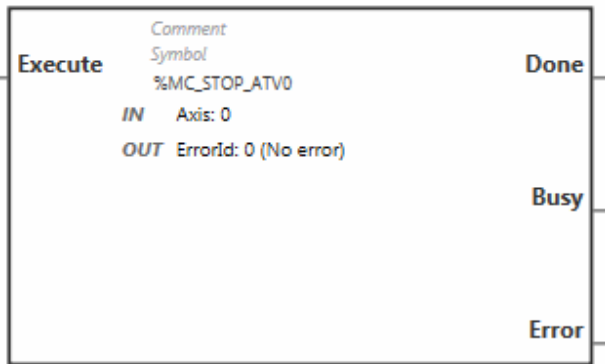 Comment
Execute
Symbol
Done
%MC_STOP_ATV0
IN Axis: 0
OUT ErrorId: 0 (No error)
Busy
Error